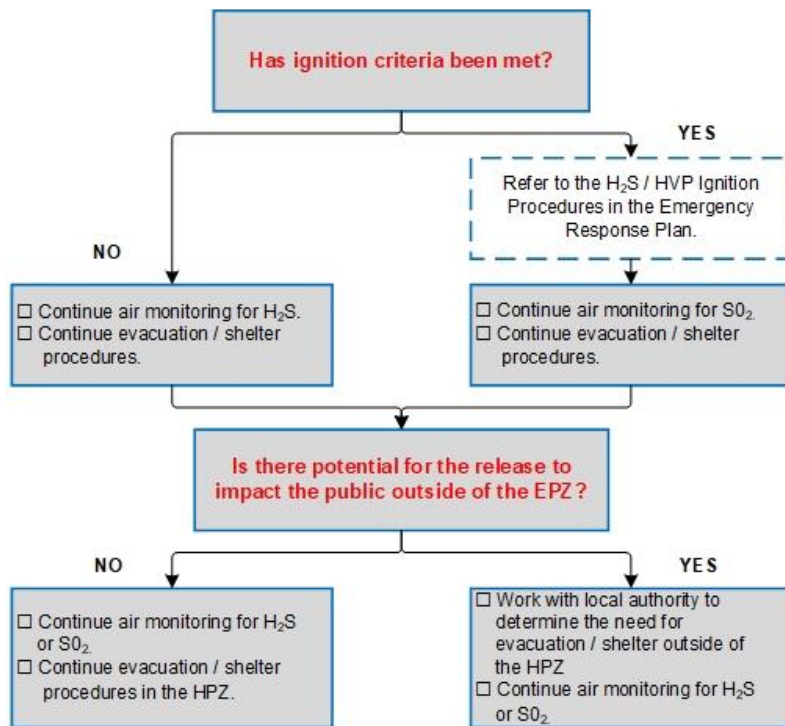 Has ignition criteria been met?
YES
Refer to the H₂S / HVP Ignition
Procedures in the Emergency
Response Plan.
NO
☐ Continue air monitoring for H₂S.
☐ Continue evacuation / shelter
procedures.
☐ Continue air monitoring for S0₂.
☐ Continue evacuation / shelter
procedures.
Is there potential for the release to
impact the public outside of the EPZ?
NO
YES
☐ Continue air monitoring for H₂S
or S0₂.
☐ Continue evacuation / shelter
procedures in the HPZ.
☐ Work with local authority to
determine the need for
evacuation / shelter outside of
the HPZ
☐ Continue air monitoring for H₂S
or S0₂.